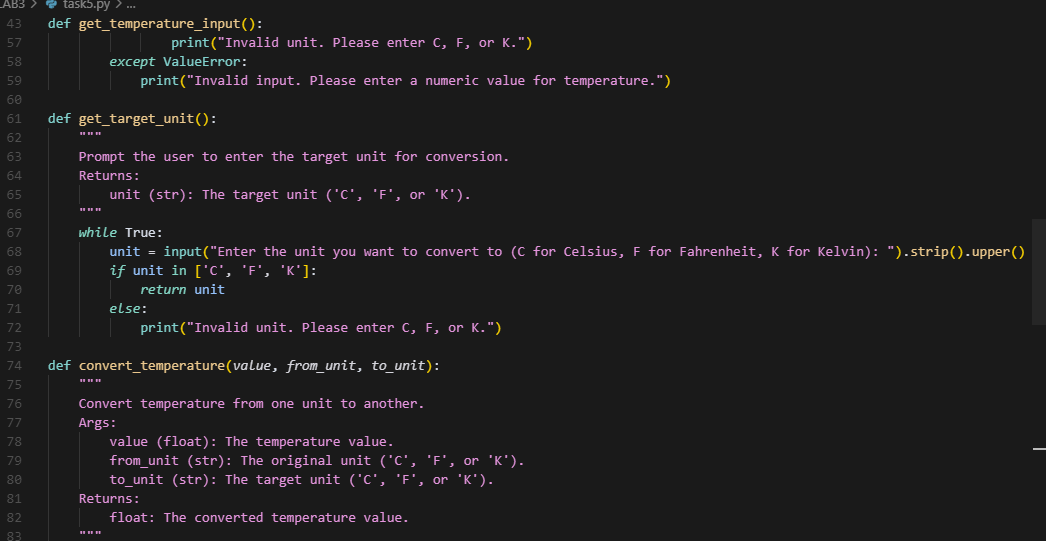 LAB3 > task5.py > ...
43 def get_temperature_input():
57 print("Invalid unit. Please enter C, F, or K.")
58 except ValueError:
59 print("Invalid input. Please enter a numeric value for temperature.")
60
61 def get_target_unit():
62 """
63 Prompt the user to enter the target unit for conversion.
64 Returns:
65 unit (str): The target unit ('C', 'F', or 'K').
66 """
67 while True:
68 unit = input("Enter the unit you want to convert to (C for Celsius, F for Fahrenheit, K for Kelvin): ").strip().upper()
69 if unit in ['C', 'F', 'K']:
70 return unit
71 else:
72 print("Invalid unit. Please enter C, F, or K.")
73
74 def convert_temperature(value, from_unit, to_unit):
75 """
76 Convert temperature from one unit to another.
77 Args:
78 value (float): The temperature value.
79 from_unit (str): The original unit ('C', 'F', or 'K').
80 to_unit (str): The target unit ('C', 'F', or 'K').
81 Returns:
82 float: The converted temperature value.
83 """